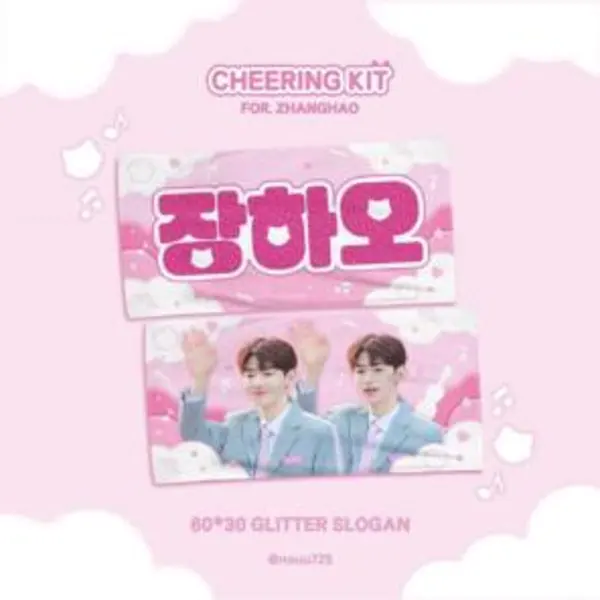 CHEERING KIT
FOR. ZHANGHAO
장하오
60*30 GLITTER SLOGAN